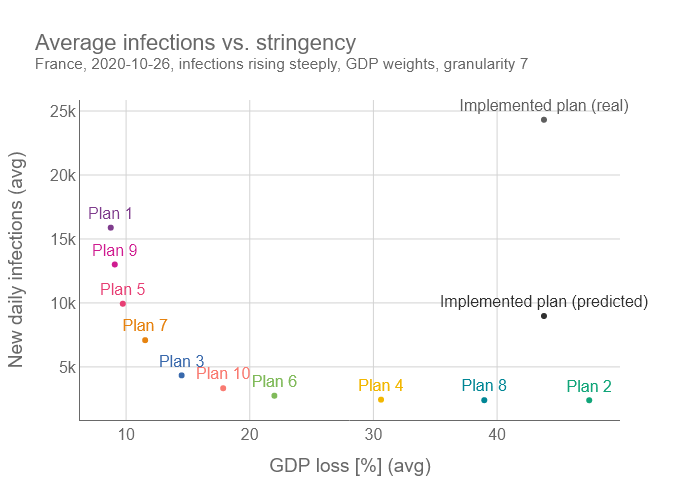 Average infections vs. stringency
France, 2020-10-26, infections rising steeply, GDP weights, granularity 7
25k
Implemented plan (real)
20k
Plan 1
15k
Plan 9
Plan 5
10k
Implemented plan (predicted)
Plan 7
Plan 3
5k
Plan 10
Plan 6
Plan 4
Plan 8
Plan 2
10
20
30
40
GDP loss [%] (avg)
New daily infections (avg)